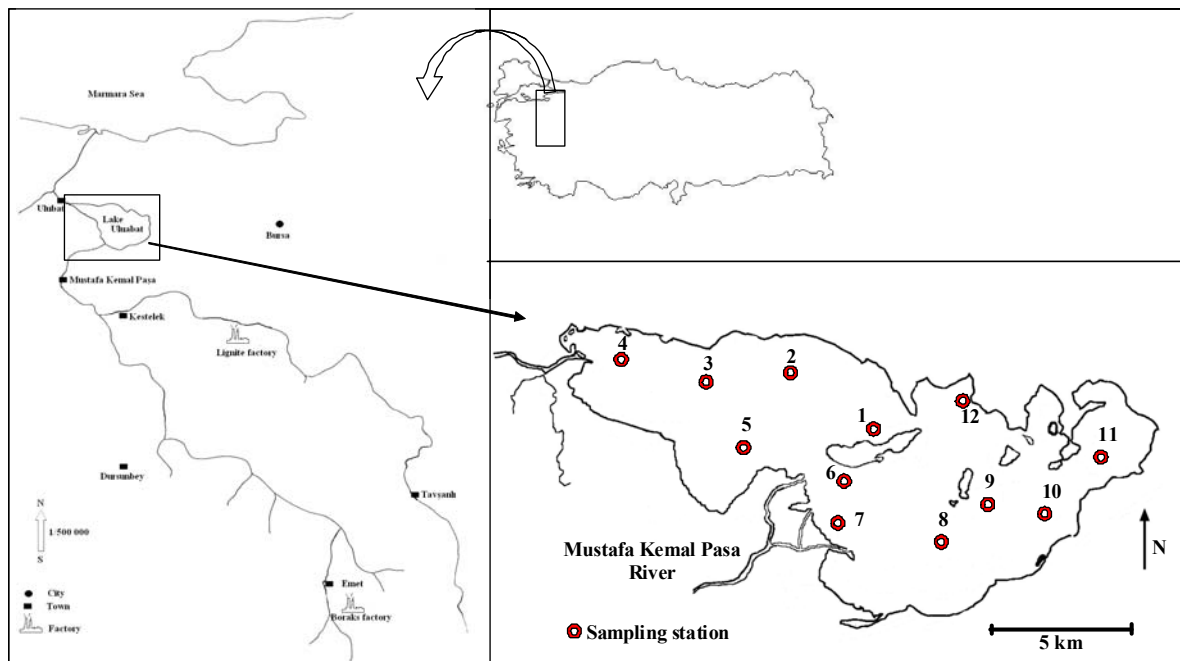 Marmara Sea
Ulubat
Lake
Uluabat
Bursa
Mustafa Kemal Paşa
Kestelek
Lignite factory
Dursunbey
Tavşanlı
N
1/500 000
S
Emet
Boraks factory
City
Town
Factory
4
3
2
1
12
5
11
6
9
10
7
8
Mustafa Kemal Pasa
River
N
Sampling station
5 km